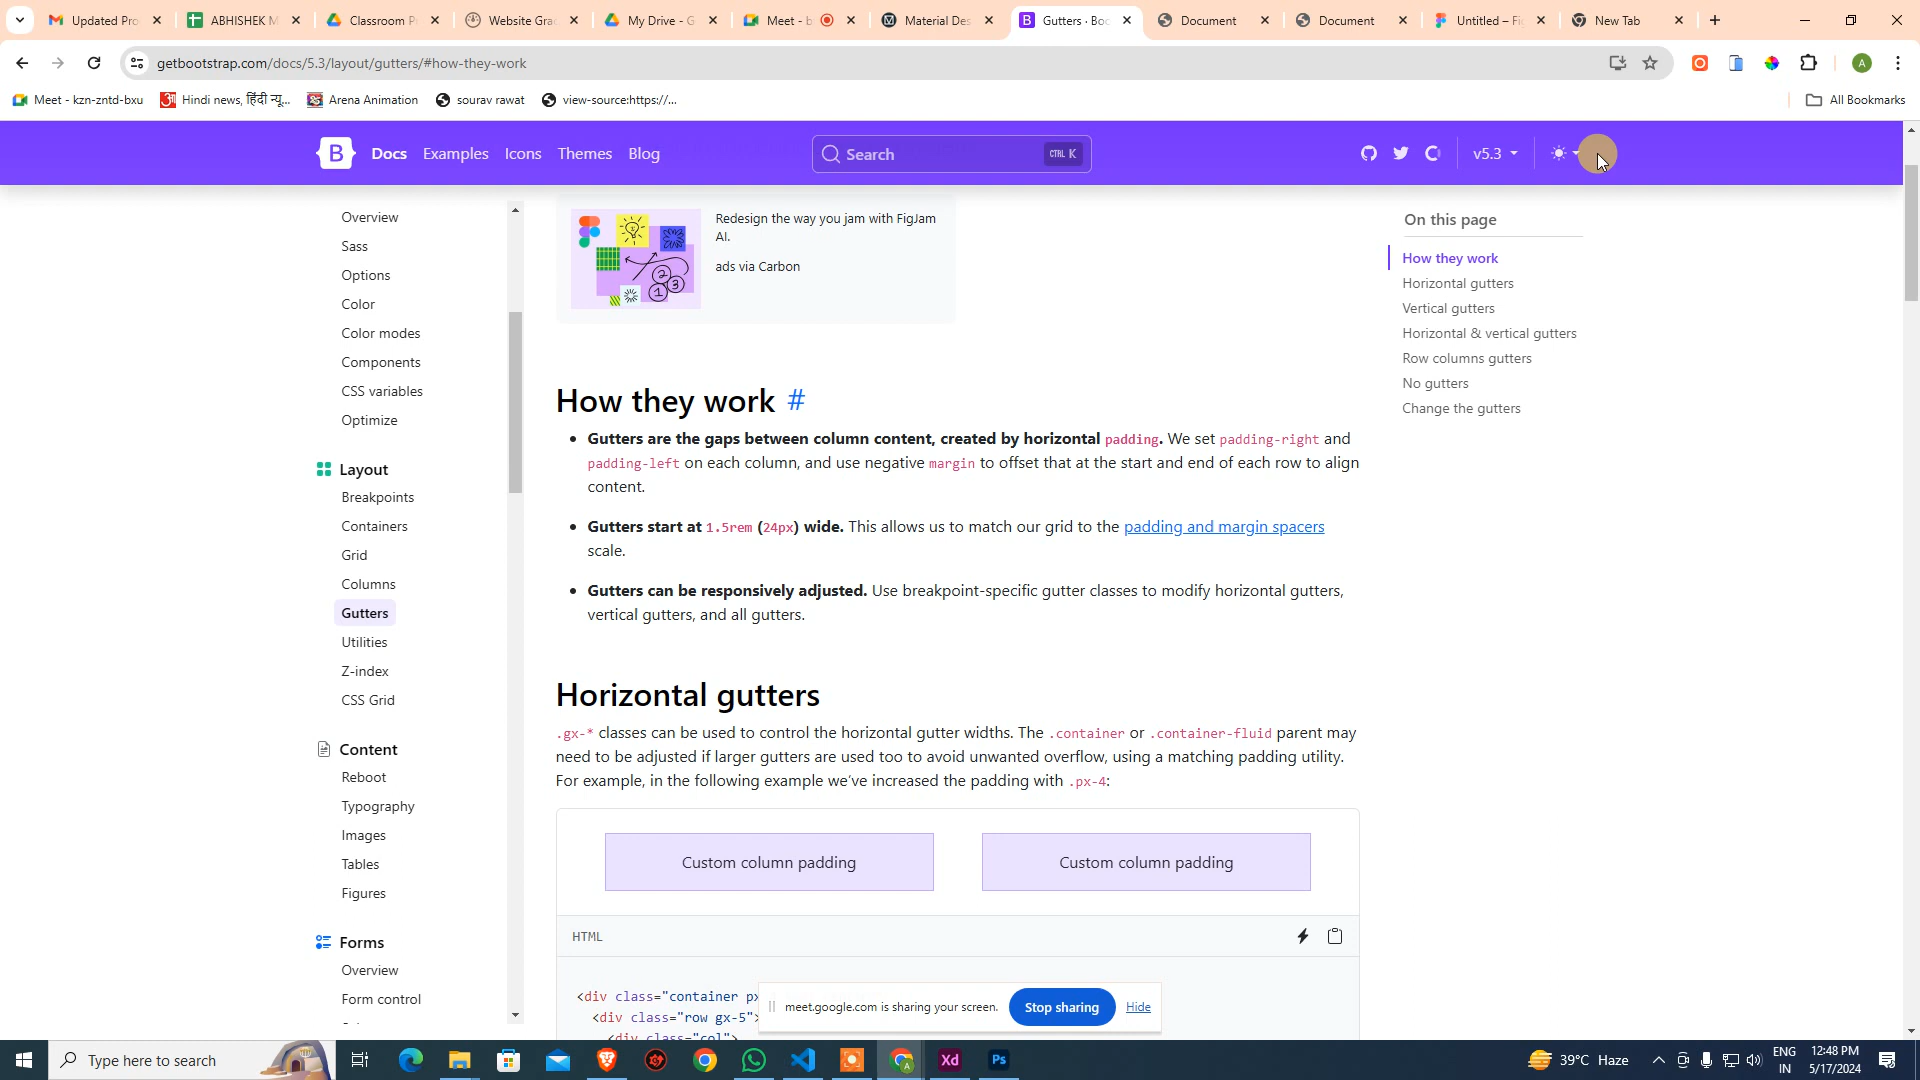 Updated Pro
ABHISHEK M
Classroom P
Website Gra
My Drive - G
Meet - b
Material Des
Gutters · Boo
Document
Document
Untitled – Fi
New Tab
getbootstrap.com/docs/5.3/layout/gutters/#how-they-work
A
Meet - kzn-zntd-bxu
Hindi news, हिंदी न्यू...
Arena Animation
sourav rawat
view-source:https://...
All Bookmarks
B
Docs
Examples
Icons
Themes
Blog
Search
CTRL K
v5.3
Overview
Sass
Options
Color
Color modes
Components
CSS variables
Optimize
Layout
Breakpoints
Containers
Grid
Columns
Gutters
Utilities
Z-index
CSS Grid
Content
Reboot
Typography
Images
Tables
Figures
Forms
Overview
Form control
Redesign the way you jam with FigJam
AI.
ads via Carbon
How they work #
Gutters are the gaps between column content, created by horizontal padding. We set padding-right and
padding-left on each column, and use negative margin to offset that at the start and end of each row to align
content.
Gutters start at 1.5rem (24px) wide. This allows us to match our grid to the padding and margin spacers
scale.
Gutters can be responsively adjusted. Use breakpoint-specific gutter classes to modify horizontal gutters,
vertical gutters, and all gutters.
Horizontal gutters
.gx-* classes can be used to control the horizontal gutter widths. The .container or .container-fluid parent may
need to be adjusted if larger gutters are used too to avoid unwanted overflow, using a matching padding utility.
For example, in the following example we've increased the padding with .px-4:
Custom column padding
Custom column padding
HTML
<div class="container px
<div class="row gx-5">
<div class="col">
On this page
How they work
Horizontal gutters
Vertical gutters
Horizontal & vertical gutters
Row columns gutters
No gutters
Change the gutters
meet.google.com is sharing your screen.
Stop sharing
Hide
Type here to search
Xd
Ps
39°C Haze
ENG
IN
12:48 PM
5/17/2024